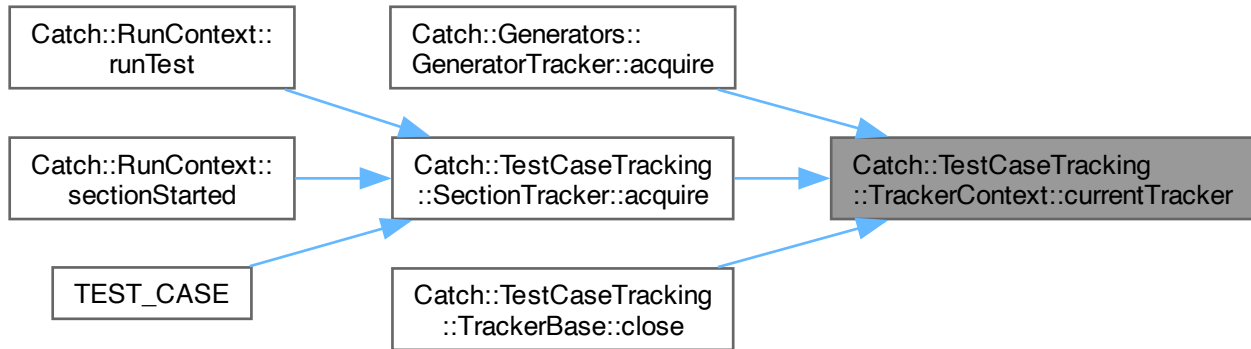 Catch::RunContext::
runTest
Catch::RunContext::
sectionStarted
TEST_CASE
Catch::Generators::
GeneratorTracker::acquire
Catch::TestCaseTracking
::SectionTracker::acquire
Catch::TestCaseTracking
::TrackerBase::close
Catch::TestCaseTracking
::TrackerContext::currentTracker